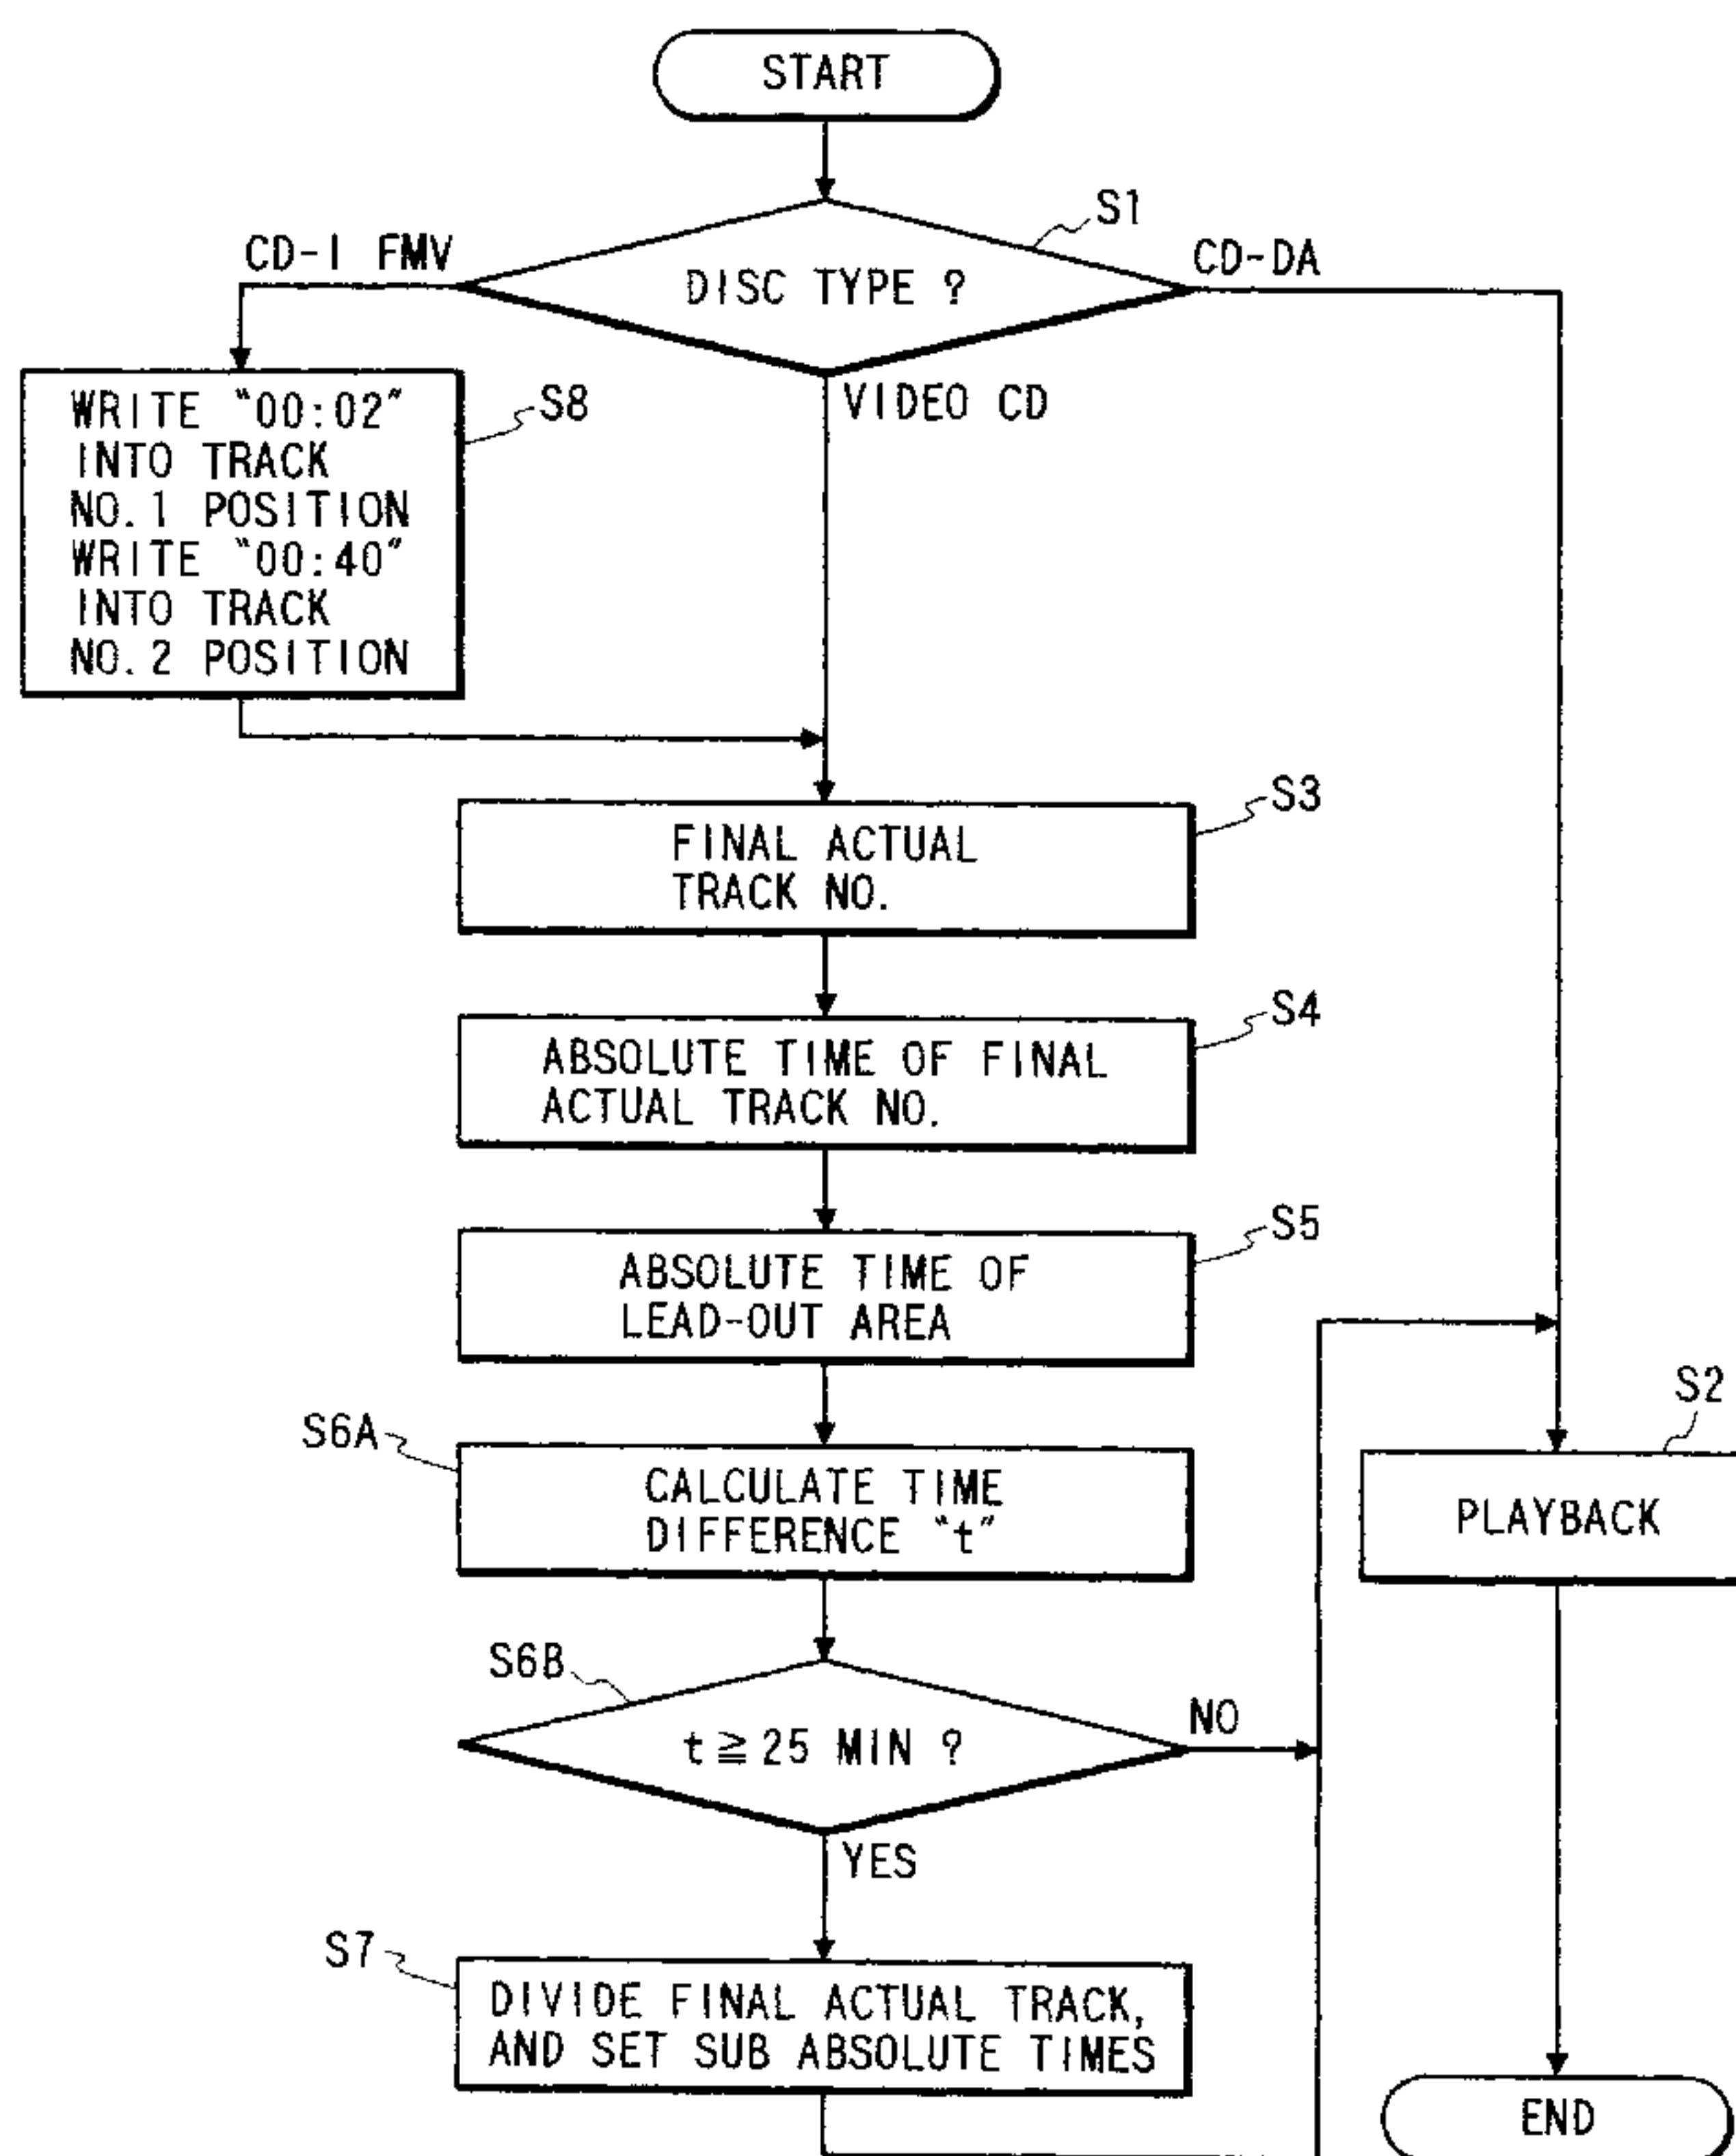 START
S1
CD-I FMV
DISC TYPE ?
CD-DA
WRITE “00:02”
INTO TRACK
NO.1 POSITION
WRITE “00:40”
INTO TRACK
NO.2 POSITION
S8
VIDEO CD
S3
FINAL ACTUAL
TRACK NO.
S4
ABSOLUTE TIME OF FINAL
ACTUAL TRACK NO.
S5
ABSOLUTE TIME OF
LEAD-OUT AREA
S6A
CALCULATE TIME
DIFFERENCE “t”
S2
PLAYBACK
S6B
t≧25 MIN ?
NO
YES
S7
DIVIDE FINAL ACTUAL TRACK,
AND SET SUB ABSOLUTE TIMES
END